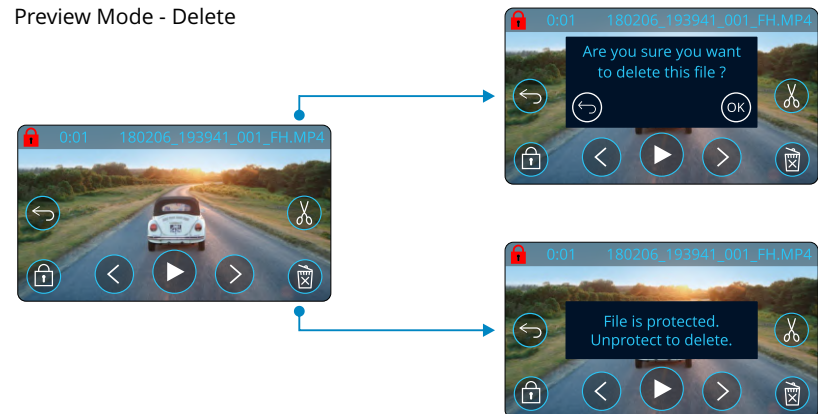 Preview Mode - Delete
0:01 180206_193941_001_FH.MP4
0:01 180206_193941_001_FH.MP4
Are you sure you want
to delete this file ?
OK
0:01 180206_193941_001_FH.MP4
File is protected.
Unprotect to delete.